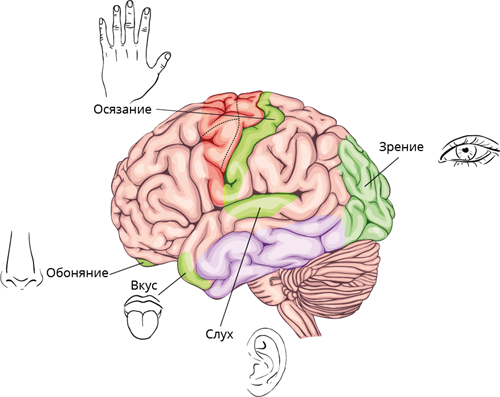 Осязание
Зрение
Обоняние
Вкус
Слух